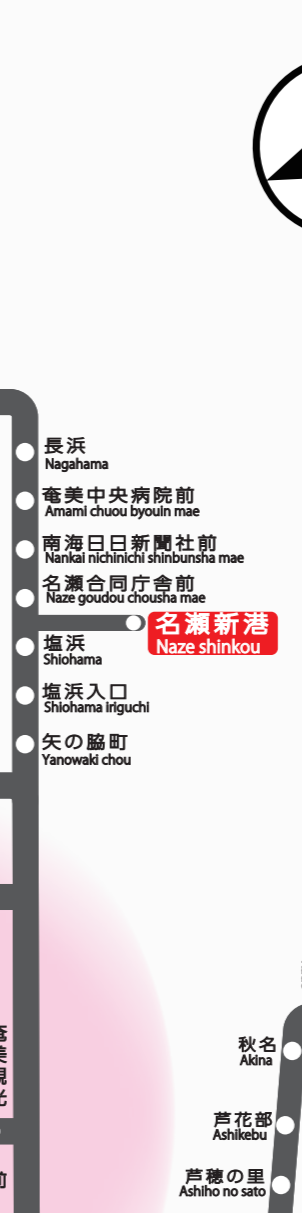 長浜
Nagahama
奄美中央病院前
Amami chuou byouin mae
南海日日新聞社前
Nankai nichinichi shinbunsha mae
名瀬合同庁舎前
Naze goudou chousha mae
名瀬新港
Naze shinkou
塩浜
Shiohama
塩浜入口
Shiohama iriguchi
矢の脇町
Yanowaki chou
秋名
Akina
芦花部
Ashikebu
芦穂の里
Ashiho no sato